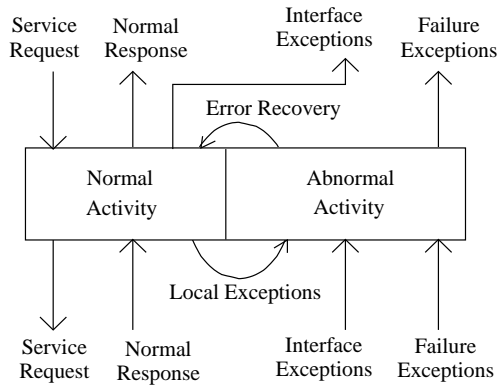 Service
Request
Normal
Response
Interface
Exceptions
Failure
Exceptions
Error Recovery
Normal
Activity
Abnormal
Activity
Local Exceptions
Service
Request
Normal
Response
Interface
Exceptions
Failure
Exceptions